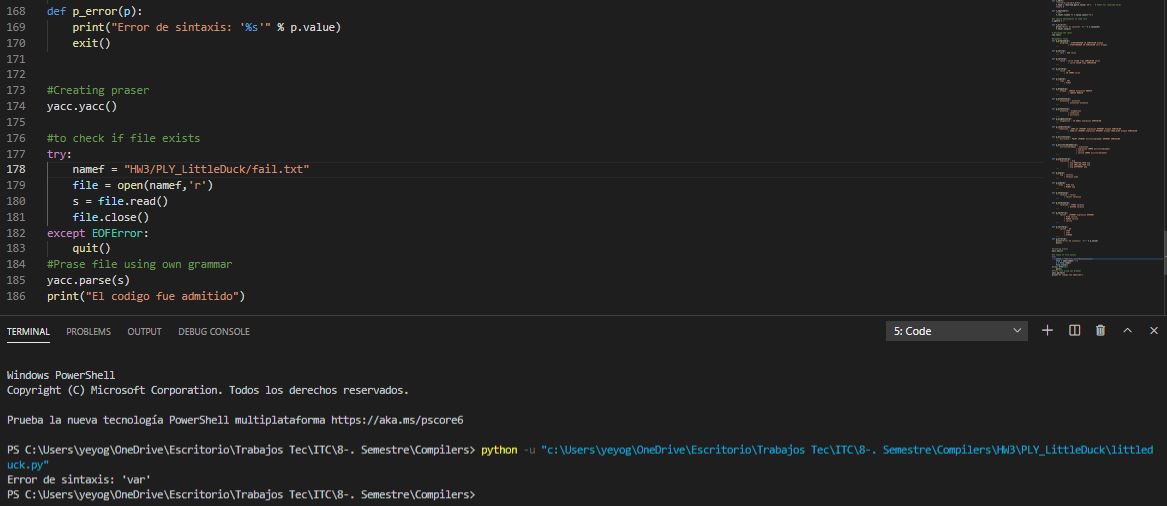 168 def p_error(p):
169 print("Error de sintaxis: '%s'" % p.value)
170 exit()
171
172
173 #Creating praser
174 yacc.yacc()
175
176 #to check if file exists
177 try:
178 namef = "HW3/PLY_LittleDuck/fail.txt"
179 file = open(namef,'r')
180 s = file.read()
181 file.close()
182 except EOFError:
183 quit()
184 #Prase file using own grammar
185 yacc.parse(s)
186 print("El codigo fue admitido")
TERMINAL PROBLEMS OUTPUT DEBUG CONSOLE 5: Code
Windows PowerShell
Copyright (C) Microsoft Corporation. Todos los derechos reservados.
Prueba la nueva tecnología PowerShell multiplataforma https://aka.ms/pscore6
PS C:\Users\yeyog\OneDrive\Escritorio\Trabajos Tec\ITC\8-. Semestre\Compilers> python -u "c:\Users\yeyog\OneDrive\Escritorio\Trabajos Tec\ITC\8-. Semestre\Compilers\HW3\PLY_LittleDuck\littled
uck.py"
Error de sintaxis: 'var'
PS C:\Users\yeyog\OneDrive\Escritorio\Trabajos Tec\ITC\8-. Semestre\Compilers>